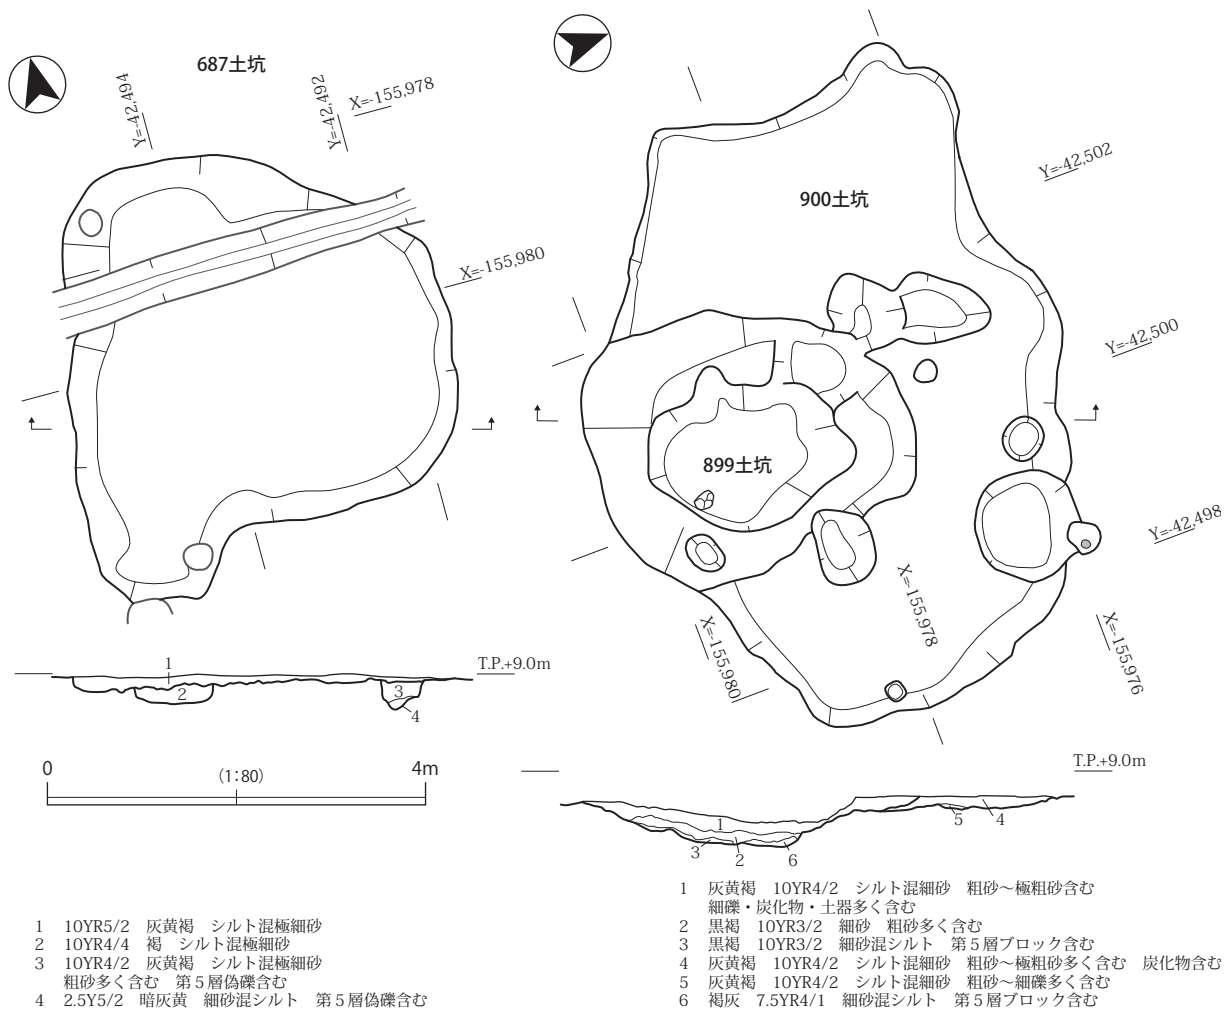 687土坑
Y=-42,494
Y=-42,492
X=-155,978
X=-155,980
1
2
3
4
T.P.+9.0m
0
(1:80)
4m
1 10YR5/2 灰黄褐 シルト混極細砂
2 10YR4/4 褐 シルト混極細砂
3 10YR4/2 灰黄褐 シルト混極細砂
粗砂多く含む 第５層偽礫含む
4 2.5Y5/2 暗灰黄 細砂混シルト 第５層偽礫含む
900土坑
899土坑
Y=-42,502
Y=-42,500
Y=-42,498
X=-155,980
X=-155,978
X=-155,976
T.P.+9.0m
1
3
2
6
5
4
1 灰黄褐 10YR4/2 シルト混細砂 粗砂～極粗砂含む
細礫・炭化物・土器多く含む
2 黒褐 10YR3/2 細砂 粗砂多く含む
3 黒褐 10YR3/2 細砂混シルト 第５層ブロック含む
4 灰黄褐 10YR4/2 シルト混細砂 粗砂～極粗砂多く含む 炭化物含む
5 灰黄褐 10YR4/2 シルト混細砂 粗砂～細礫多く含む
6 褐灰 7.5YR4/1 細砂混シルト 第５層ブロック含む